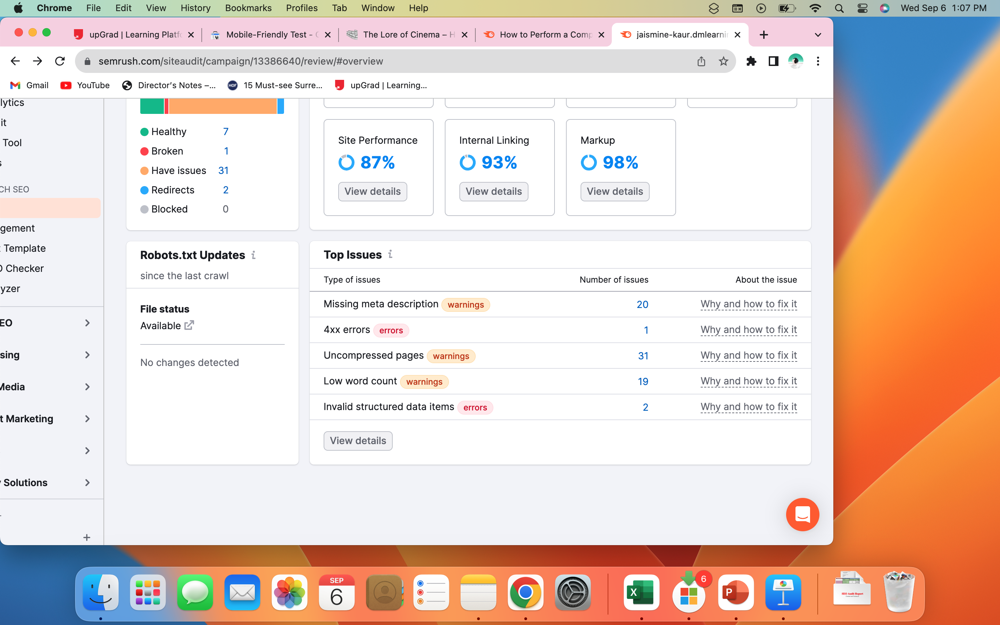 Chrome File Edit View History Bookmarks Profiles Tab Window Help Wed Sep 6 1:07 PM
upGrad | Learning Platfo Mobile-Friendly Test - The Lore of Cinema – H How to Perform a Comp jaismine-kaur.dmlearnin
semrush.com/siteaudit/campaign/13386640/review/#overview
Gmail YouTube Director's Notes –... HOF 15 Must-see Surre... upGrad | Learning...
lytics
it
Tool
s
CH SEO
gement
t Template
O Checker
yzer
EO
sing
Media
t Marketing
y Solutions
Healthy 7
Broken 1
Have issues 31
Redirects 2
Blocked 0
Site Performance
87%
View details
Internal Linking
93%
View details
Markup
98%
View details
Robots.txt Updates i
since the last crawl
File status
Available
No changes detected
Top Issues i
Type of issues Number of issues About the issue
Missing meta description warnings 20 Why and how to fix it
4xx errors errors 1 Why and how to fix it
Uncompressed pages warnings 31 Why and how to fix it
Low word count warnings 19 Why and how to fix it
Invalid structured data items errors 2 Why and how to fix it
View details
SEP
6
X
6
P
SEO Audit Report